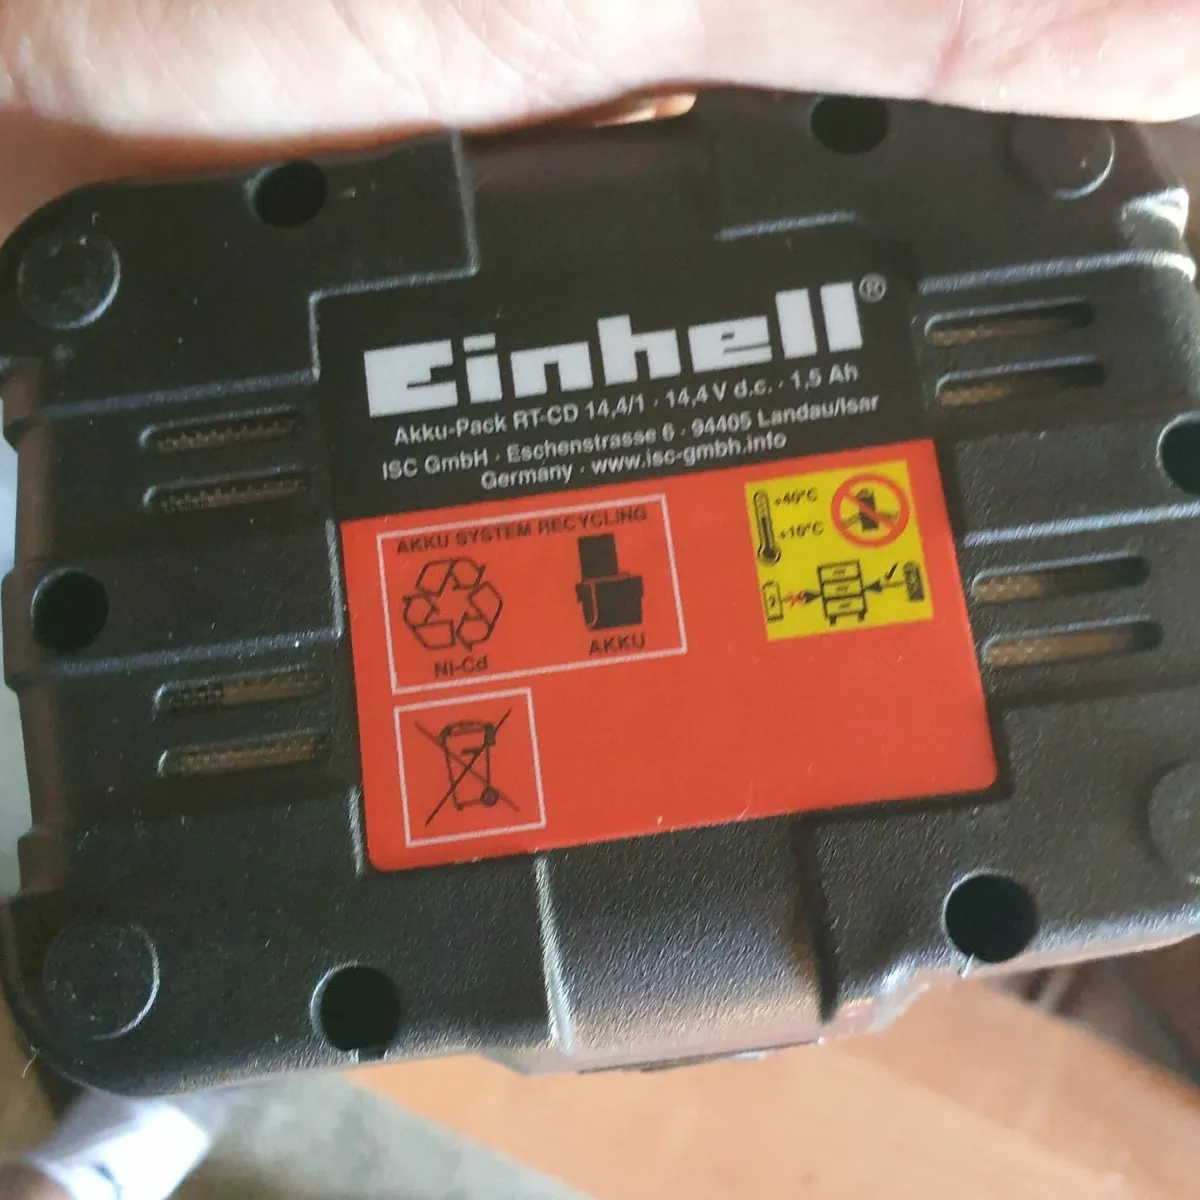 Einhell®
Akku-Pack RT-CD 14,4/1 · 14,4 V d.c. · 1,5 Ah
ISC GmbH · Eschenstrasse 6 · 94405 Landau/Isar
Germany · www.isc-gmbh.info
AKKU SYSTEM RECYCLING
Ni-Cd
AKKU
+40°C
+10°C